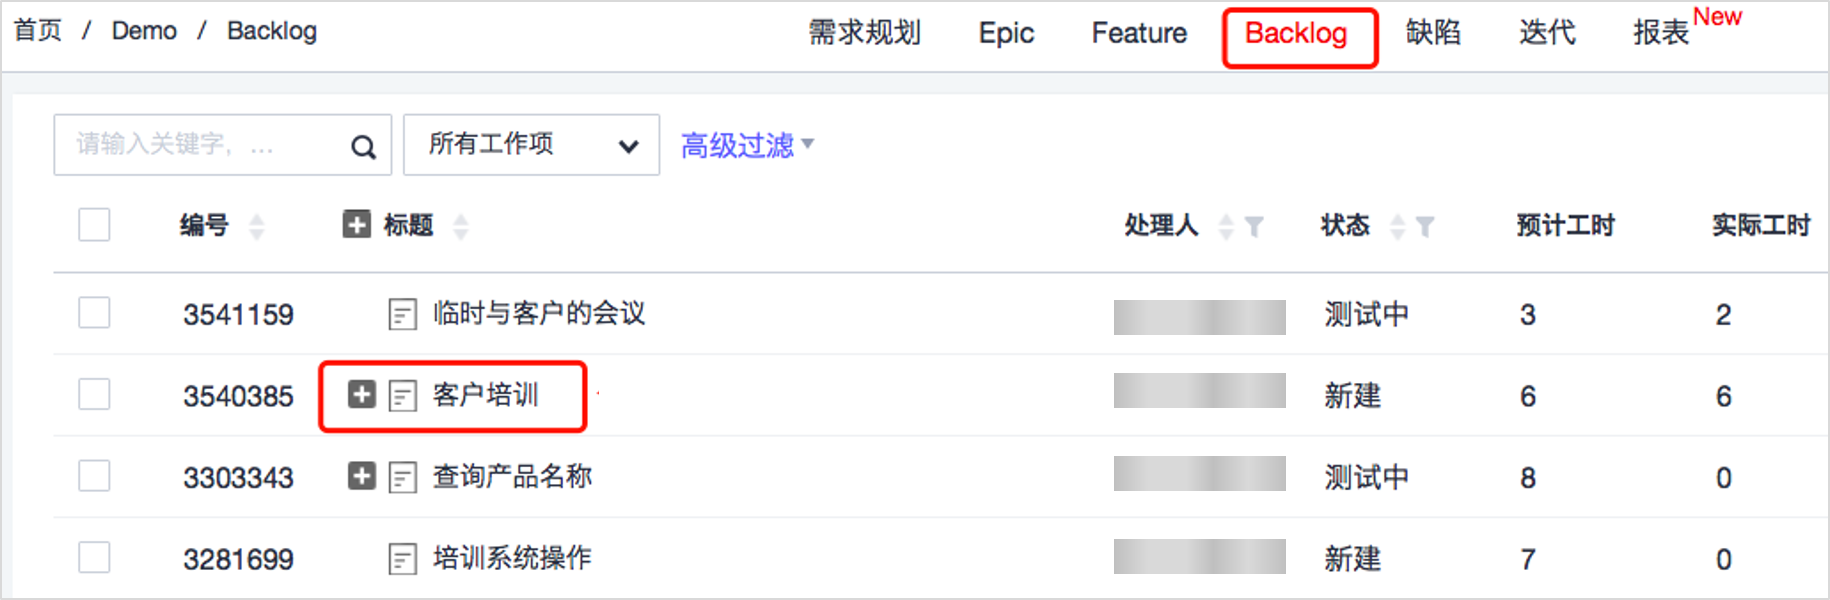 首页 / Demo / Backlog
需求规划 Epic Feature Backlog 缺陷 迭代 报表 New
请输入关键字, ... 所有工作项 高级过滤
编号 标题 处理人 状态 预计工时 实际工时
3541159 临时与客户的会议 测试中 3 2
3540385 客户培训 新建 6 6
3303343 查询产品名称 测试中 8 0
3281699 培训系统操作 新建 7 0